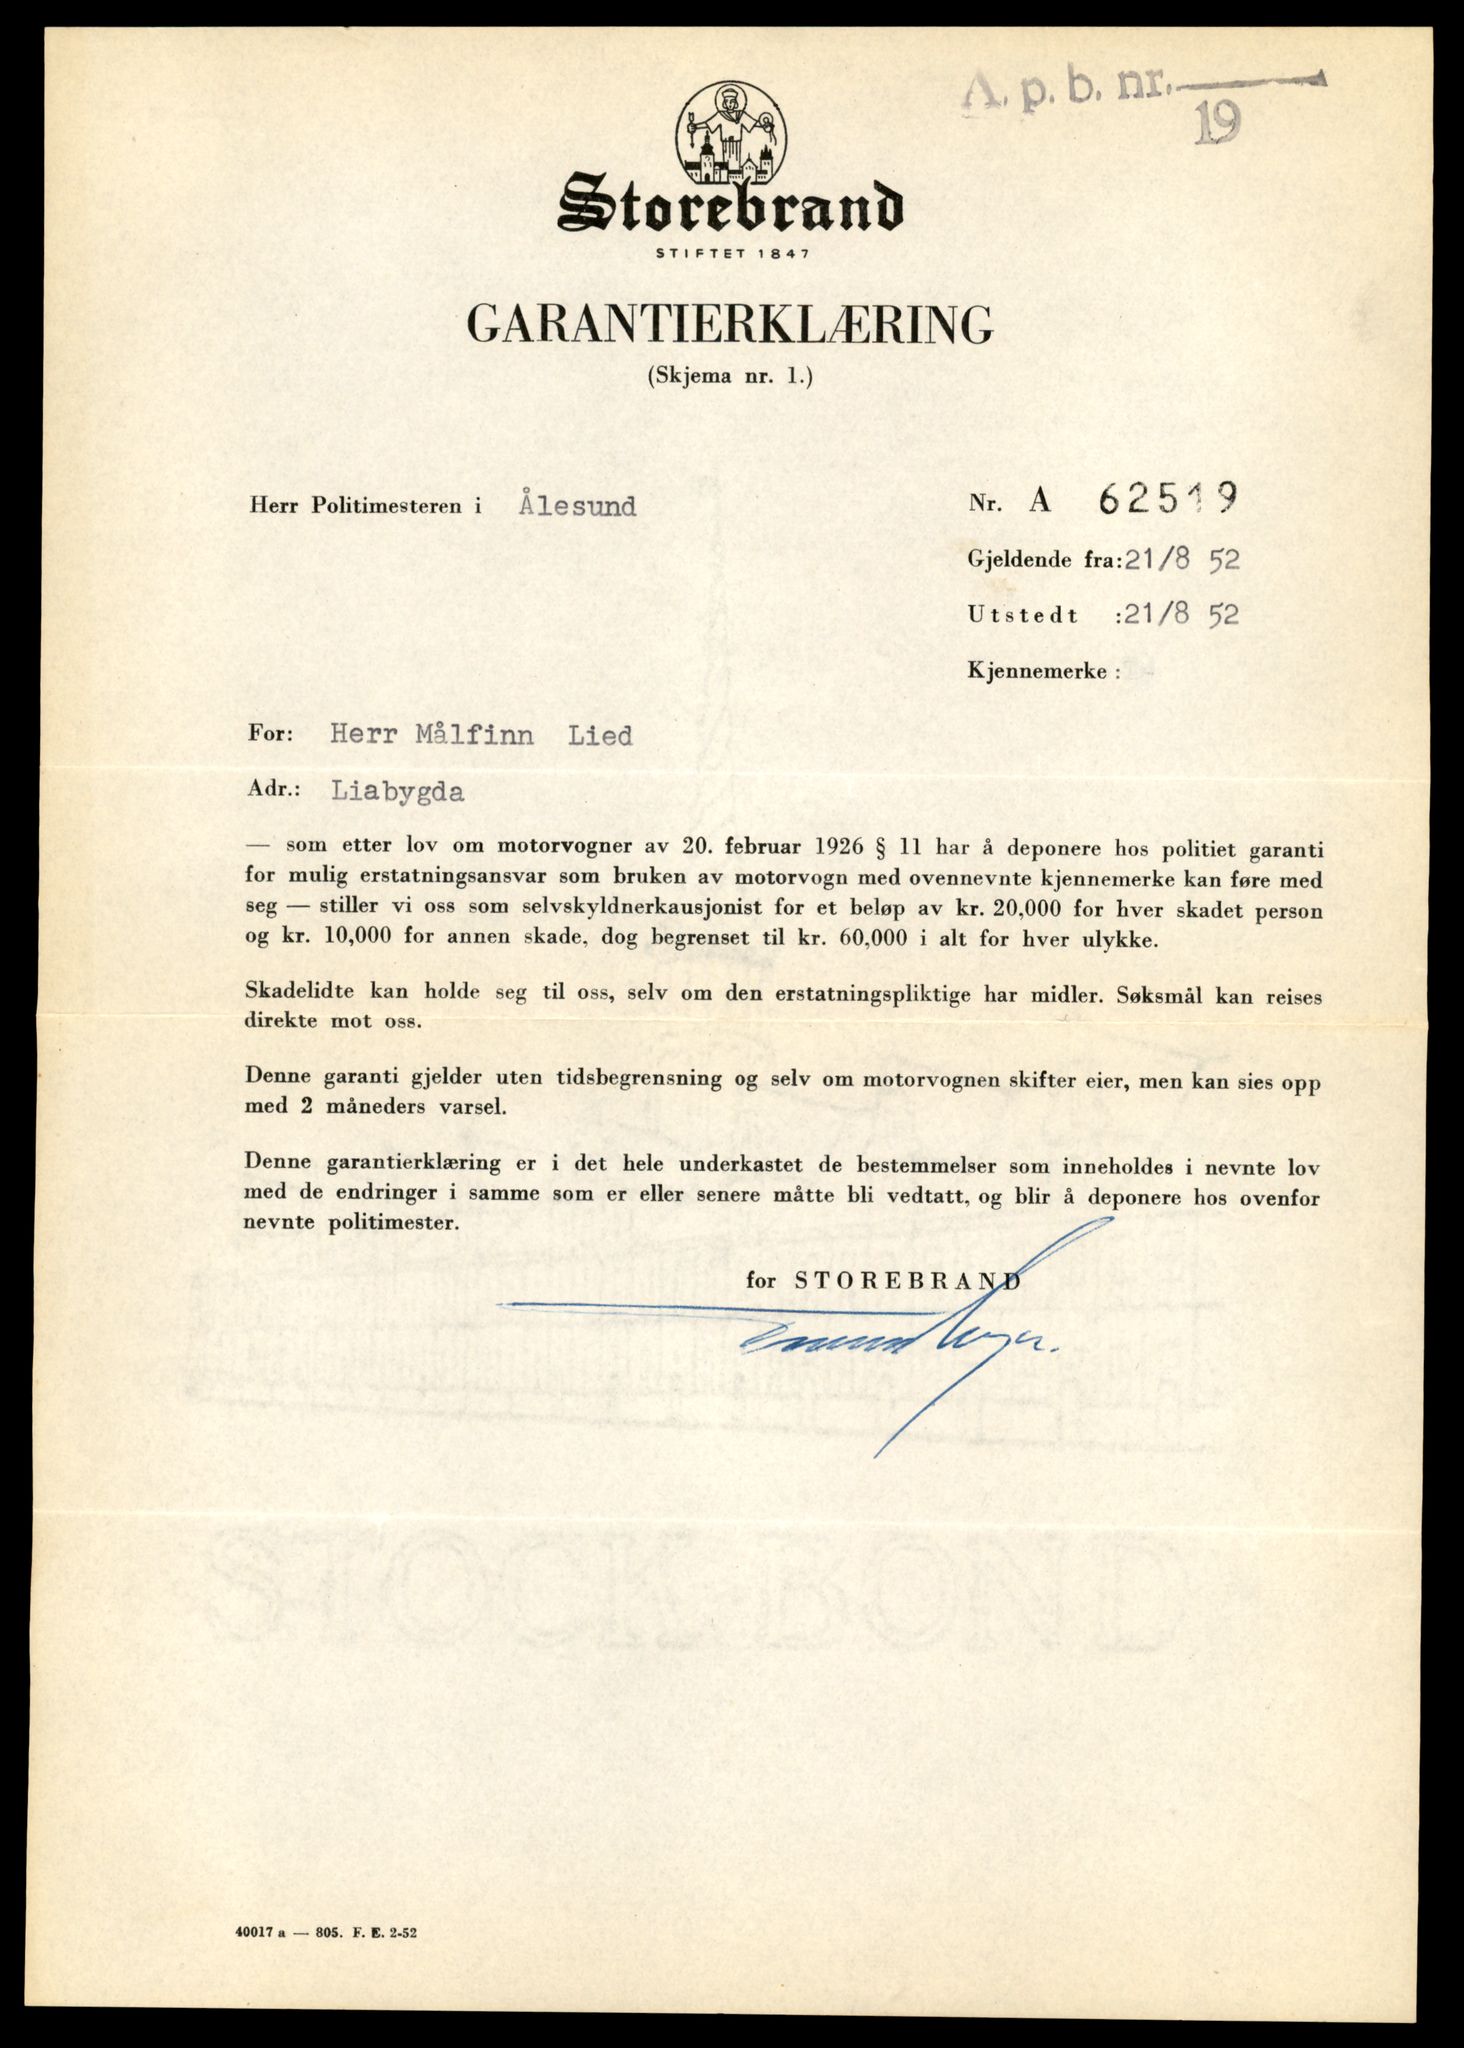 A. p. b. nr.
19
Storebrand
STIFTET 1847
GARANTIERKLÆRING
(Skjema nr. 1.)
Herr Politimesteren i Ålesund
Nr. A 62519
Gjeldende fra: 21/8 52
Utstedt : 21/8 52
Kjennemerke :
For: Herr Målfinn Lied
Adr.: Liabygda
— som etter lov om motorvogner av 20. februar 1926 § 11 har å deponere hos politiet garanti
for mulig erstatningsansvar som bruken av motorvogn med ovennevnte kjennemerke kan føre med
seg — stiller vi oss som selvskyldnerkausjonist for et beløp av kr. 20,000 for hver skadet person
og kr. 10,000 for annen skade, dog begrenset til kr. 60,000 i alt for hver ulykke.
Skadelidte kan holde seg til oss, selv om den erstatningspliktige har midler. Søksmål kan reises
direkte mot oss.
Denne garanti gjelder uten tidsbegrensning og selv om motorvognen skifter eier, men kan sies opp
med 2 måneders varsel.
Denne garantierklæring er i det hele underkastet de bestemmelser som inneholdes i nevnte lov
med de endringer i samme som er eller senere måtte bli vedtatt, og blir å deponere hos ovenfor
nevnte politimester.
for STOREBRAND
40017 a — 805. F. E. 2-52